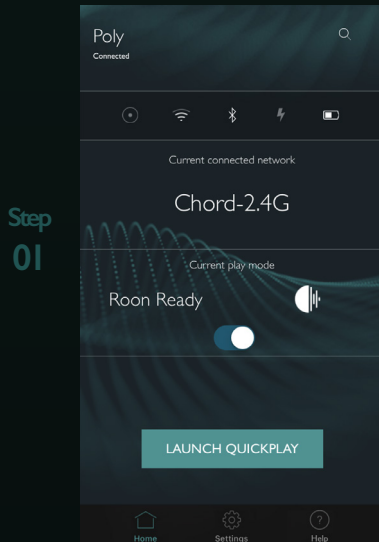 Poly
Connected
Current connected network
Chord-2.4G
Step
01
Current play mode
Roon Ready
LAUNCH QUICKPLAY
Home
Settings
Help